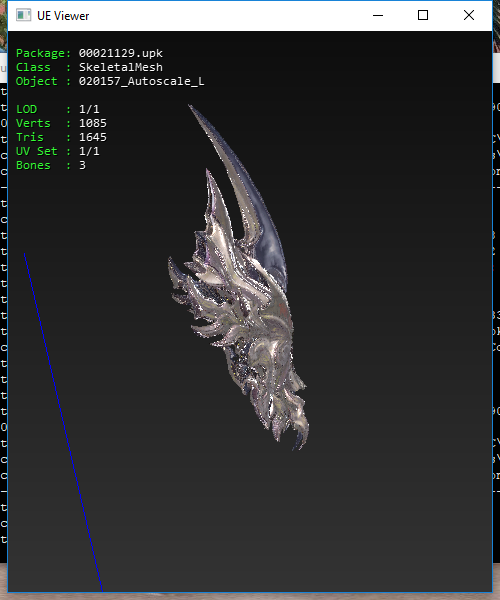 UE Viewer
Package: 00021129.upk
Class : SkeletalMesh
Object : 020157_Autoscale_L
LOD : 1/1
Verts : 1085
Tris : 1645
UV Set : 1/1
Bones : 3